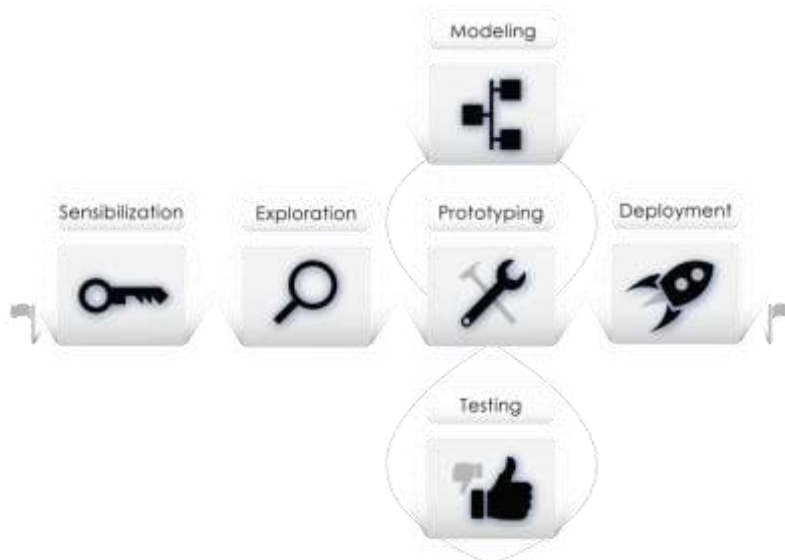 Modeling
Sensibilization
Exploration
Prototyping
Deployment
Testing